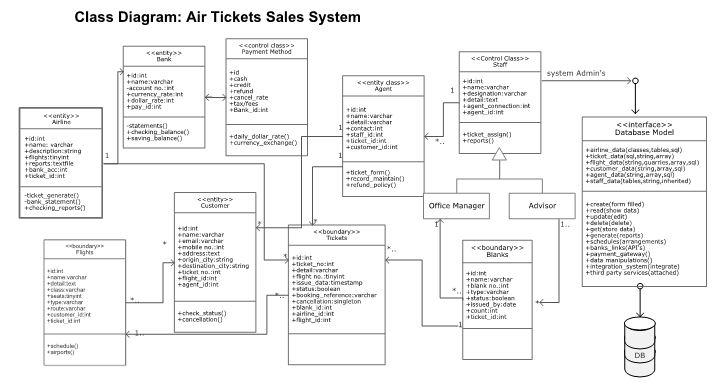 Class Diagram: Air Tickets Sales System
<<entity>>
Bank
+id:int
+name:varchar
-account no.:int
+currency_rate:int
+dollar_rate:int
+pay_id:int
-statements()
+checking_balance()
+saving_balance()
<<control class>>
Payment Method
+id
+cash
+credit
+refund
+cancel_rate
+tax/fees
+Bank_id:int
+daily_dollar_rate()
+currency_exchange()
<<entity class>>
Agent
+id:int
+name:varchar
+detail:varchar
+contact:int
+staff_id:int
+ticket_id:int
+customer_id:int
+ticket_form()
+record_maintain()
+refund_policy()
<<Control Class>>
Staff
+id:int
+name:varchar
+designation:varchar
+detail:text
+agent_connection:int
+agent_id:int
+ticket_assign()
+reports()
system Admin's
<<interface>>
Database Model
+airline_data(classes,tables,sql)
+ticket_data(sql,string,array)
+flight_data(string,quarries,array,sql)
+customer_data(string,array,sql)
+agent_data(string,array,sql)
+staff_data(tables,string,inherited)
+create(form filled)
+read(show data)
+update(edit)
+delete(delete)
+get(store data)
+generate(reports)
+schedules(arrangements)
+banks_links(API's)
+payment_gateway()
+data manipulations()
+integration_system(integrate)
+third party services(attached)
DB
<<entity>>
Airline
+id:int
+name: varchar
+description:string
+flights:tinyint
+reports:textfile
+bank_acc:int
+ticket_id:int
-ticket_generate()
-bank_statement()
+checking_reports()
<<entity>>
Customer
+id:int
+name:varchar
+email:varchar
+mobile no.:int
+address:text
+origin_city:string
+destination_city:string
+ticket no.:int
+flight_id:int
+agent_id:int
+check_status()
+cancellation()
<<boundary>>
Flights
+id:int
+name:varchar
+detail:text
+class:varchar
+seats:tinyint
+type:varchar
+route:varchar
+customer_id:int
+ticket_id:int
+schedule()
+airports()
<<boundary>>
Tickets
+id:int
+ticket_no:int
+detail:varchar
+flight no.:tinyint
+issue_data:timestamp
+status:boolean
+booking_reference:varchar
+cancellation:singleton
+blank_id:int
+airline_id:int
+flight_id:int
Office Manager
Advisor
<<boundary>>
Blanks
+id:int
+name:varchar
+blank no.:int
+type:varchar
+status:boolean
+issued_by:date
+count:int
+ticket_id:int
1
1
1
1
*..
*
*
*
*
*..
*..
1..
*..
1
1
*..
*
1..